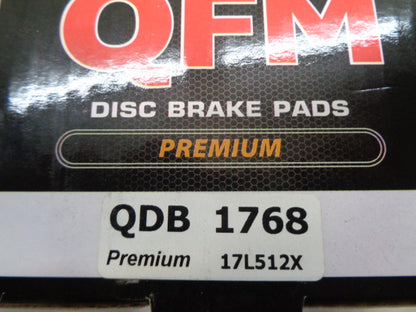 QFM
DISC BRAKE PADS
PREMIUM
QDB 1768
Premium 17L512X